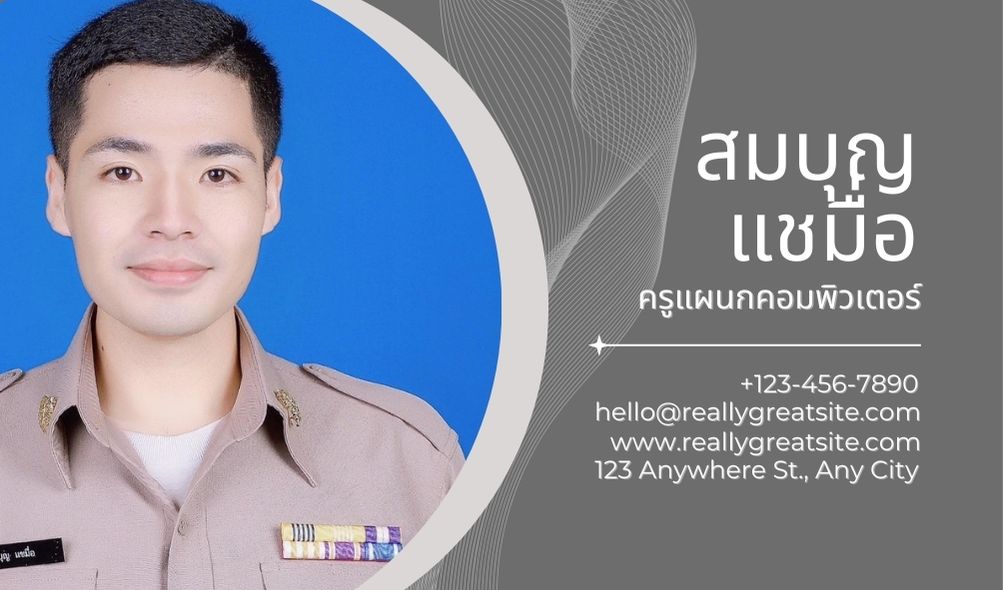 สมบุญ
แชมื่อ
ครูแผนกคอมพิวเตอร์
+123-456-7890
hello@reallygreatsite.com
www.reallygreatsite.com
123 Anywhere St., Any City